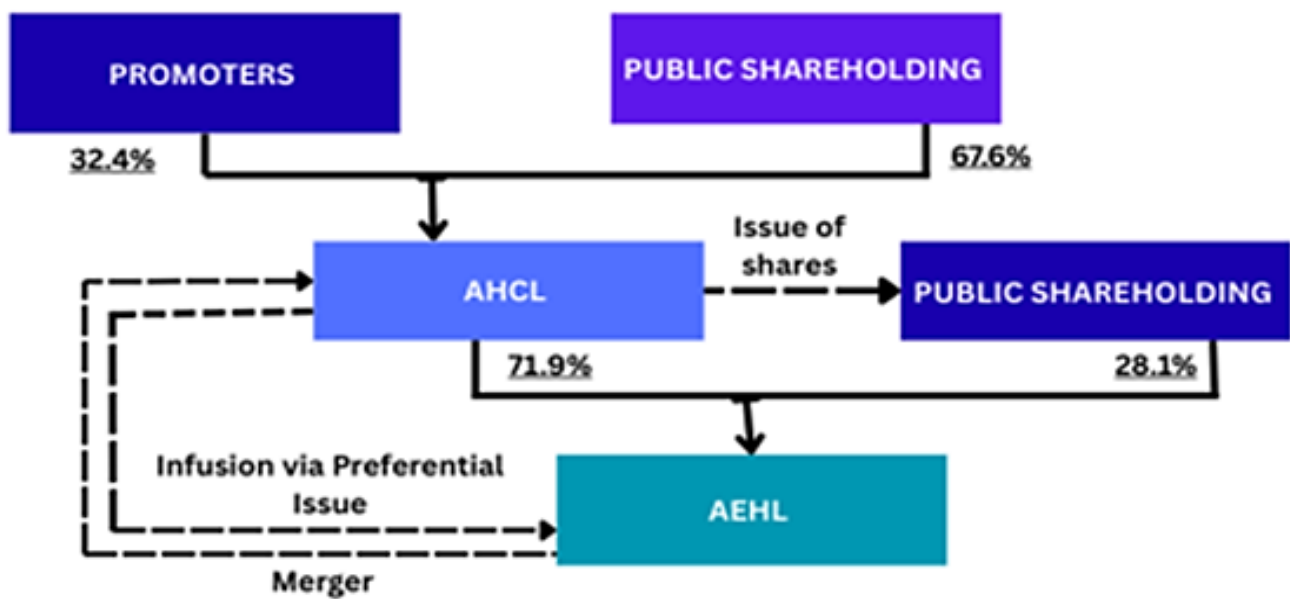 PROMOTERS
PUBLIC SHAREHOLDING
32.4%
67.6%
Issue of
shares
AHCL
PUBLIC SHAREHOLDING
71.9%
28.1%
Infusion via Preferential
Issue
AEHL
Merger